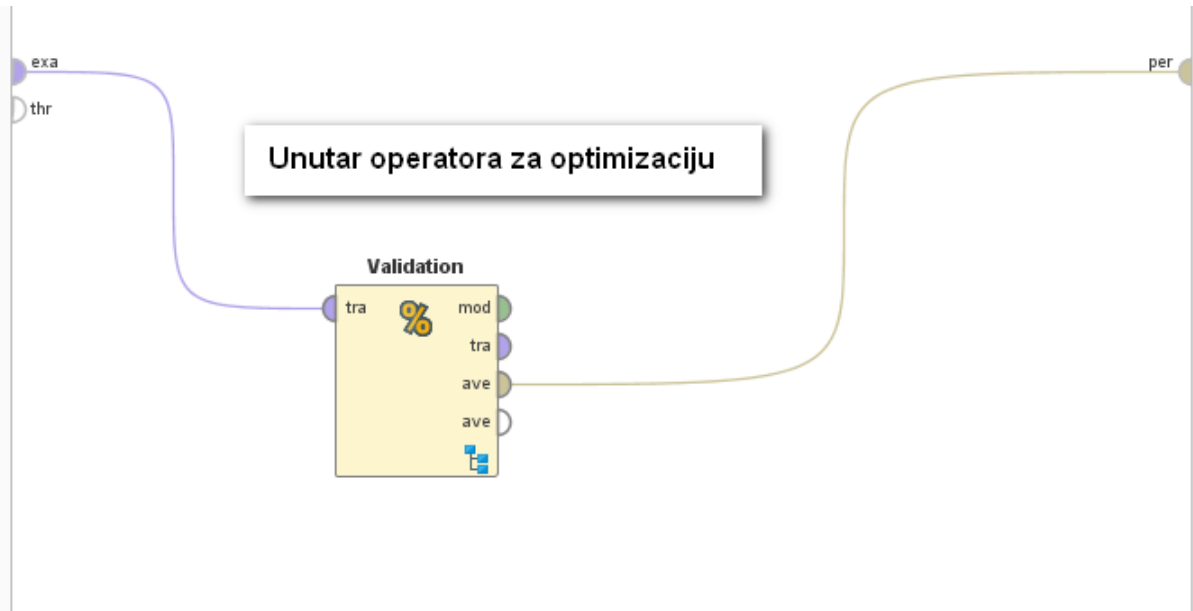 exa
per
thr
Unutar operatora za optimizaciju
Validation
tra
mod
tra
ave
ave